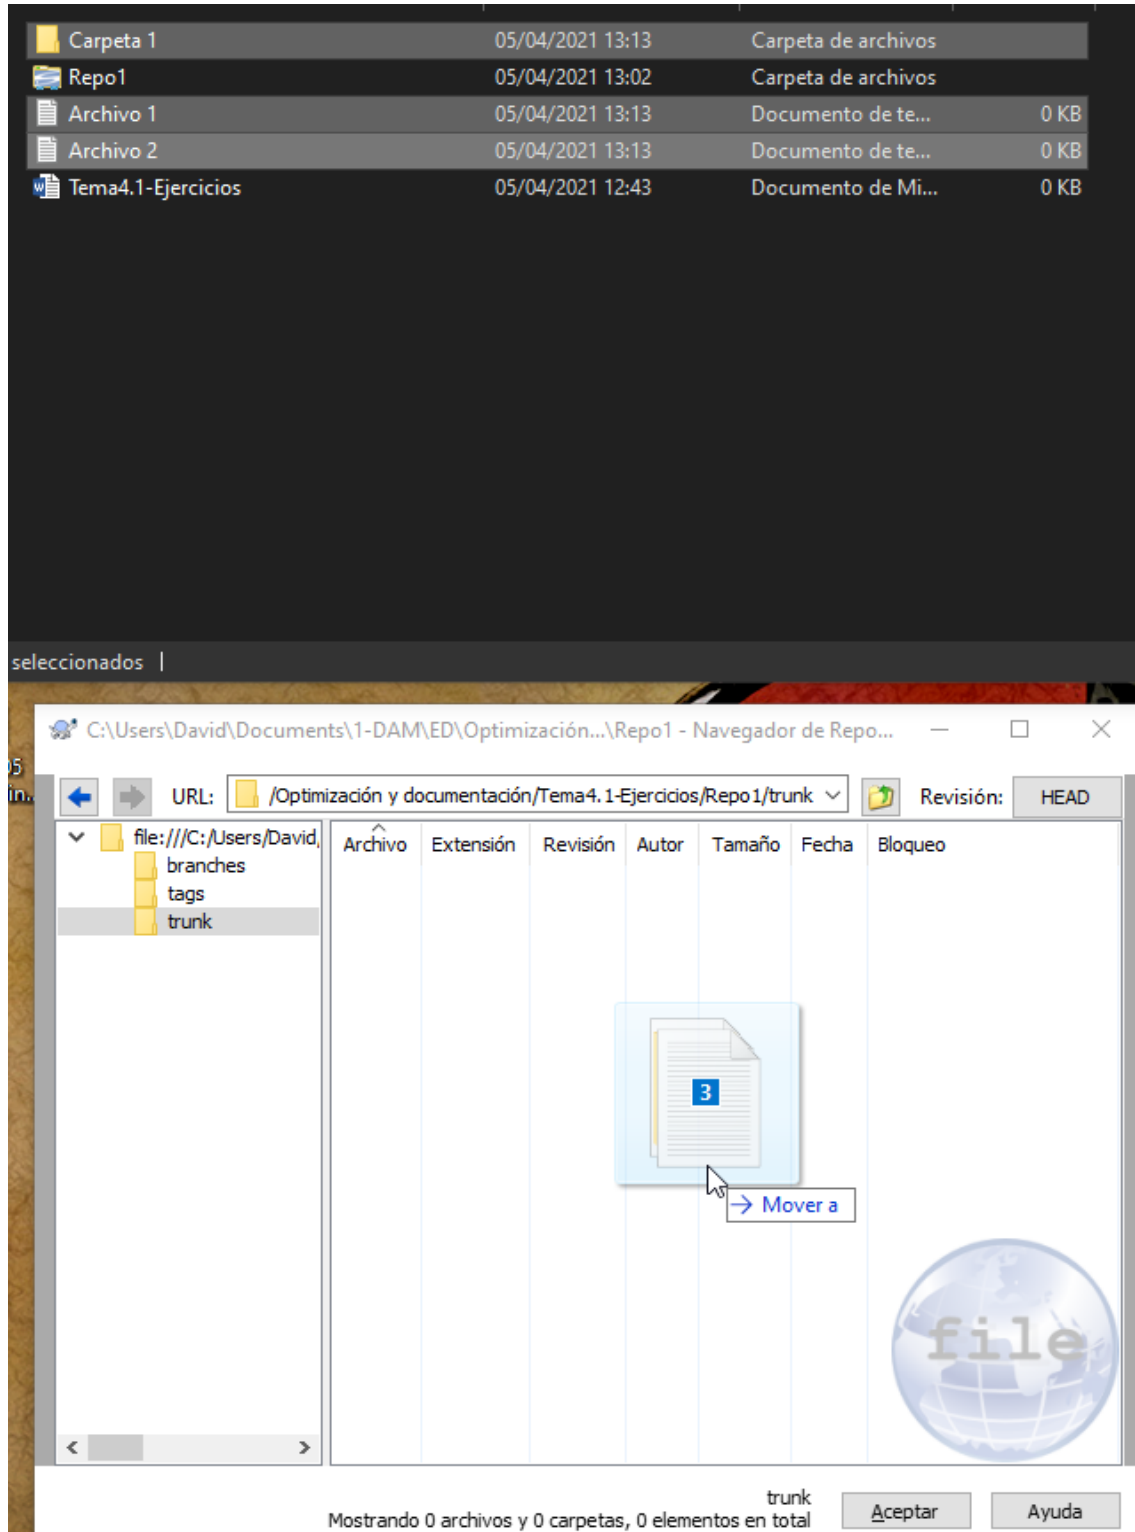 Carpeta 1 05/04/2021 13:13 Carpeta de archivos
Repo1 05/04/2021 13:02 Carpeta de archivos
Archivo 1 05/04/2021 13:13 Documento de te... 0 KB
Archivo 2 05/04/2021 13:13 Documento de te... 0 KB
Tema4.1-Ejercicios 05/04/2021 12:43 Documento de Mi... 0 KB
seleccionados
C:\Users\David\Documents\1-DAM\ED\Optimización...\Repo1 - Navegador de Repo...
URL: /Optimización y documentación/Tema4.1-Ejercicios/Repo1/trunk Revisión: HEAD
file:///C:/Users/David,
branches
tags
trunk
Archivo Extensión Revisión Autor Tamaño Fecha Bloqueo
3
→ Mover a
file
trunk
Mostrando 0 archivos y 0 carpetas, 0 elementos en total
Aceptar Ayuda